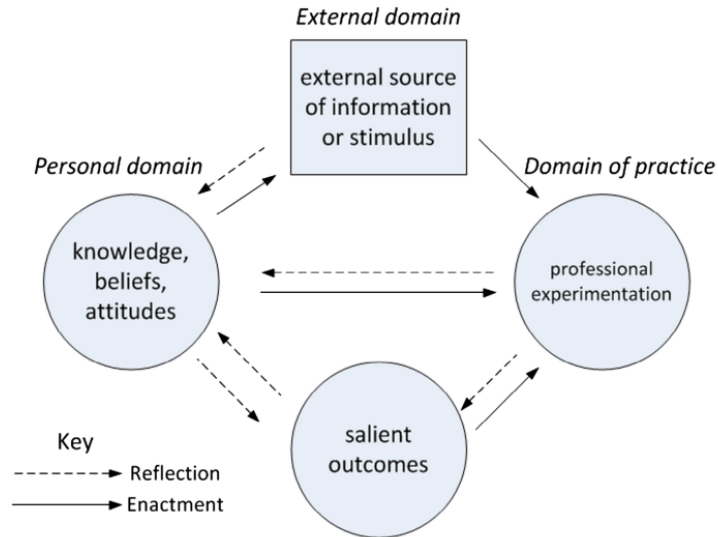 External domain
external source
of information
or stimulus
Personal domain
Domain of practice
knowledge,
beliefs,
attitudes
professional
experimentation
salient
outcomes
Key
Reflection
Enactment